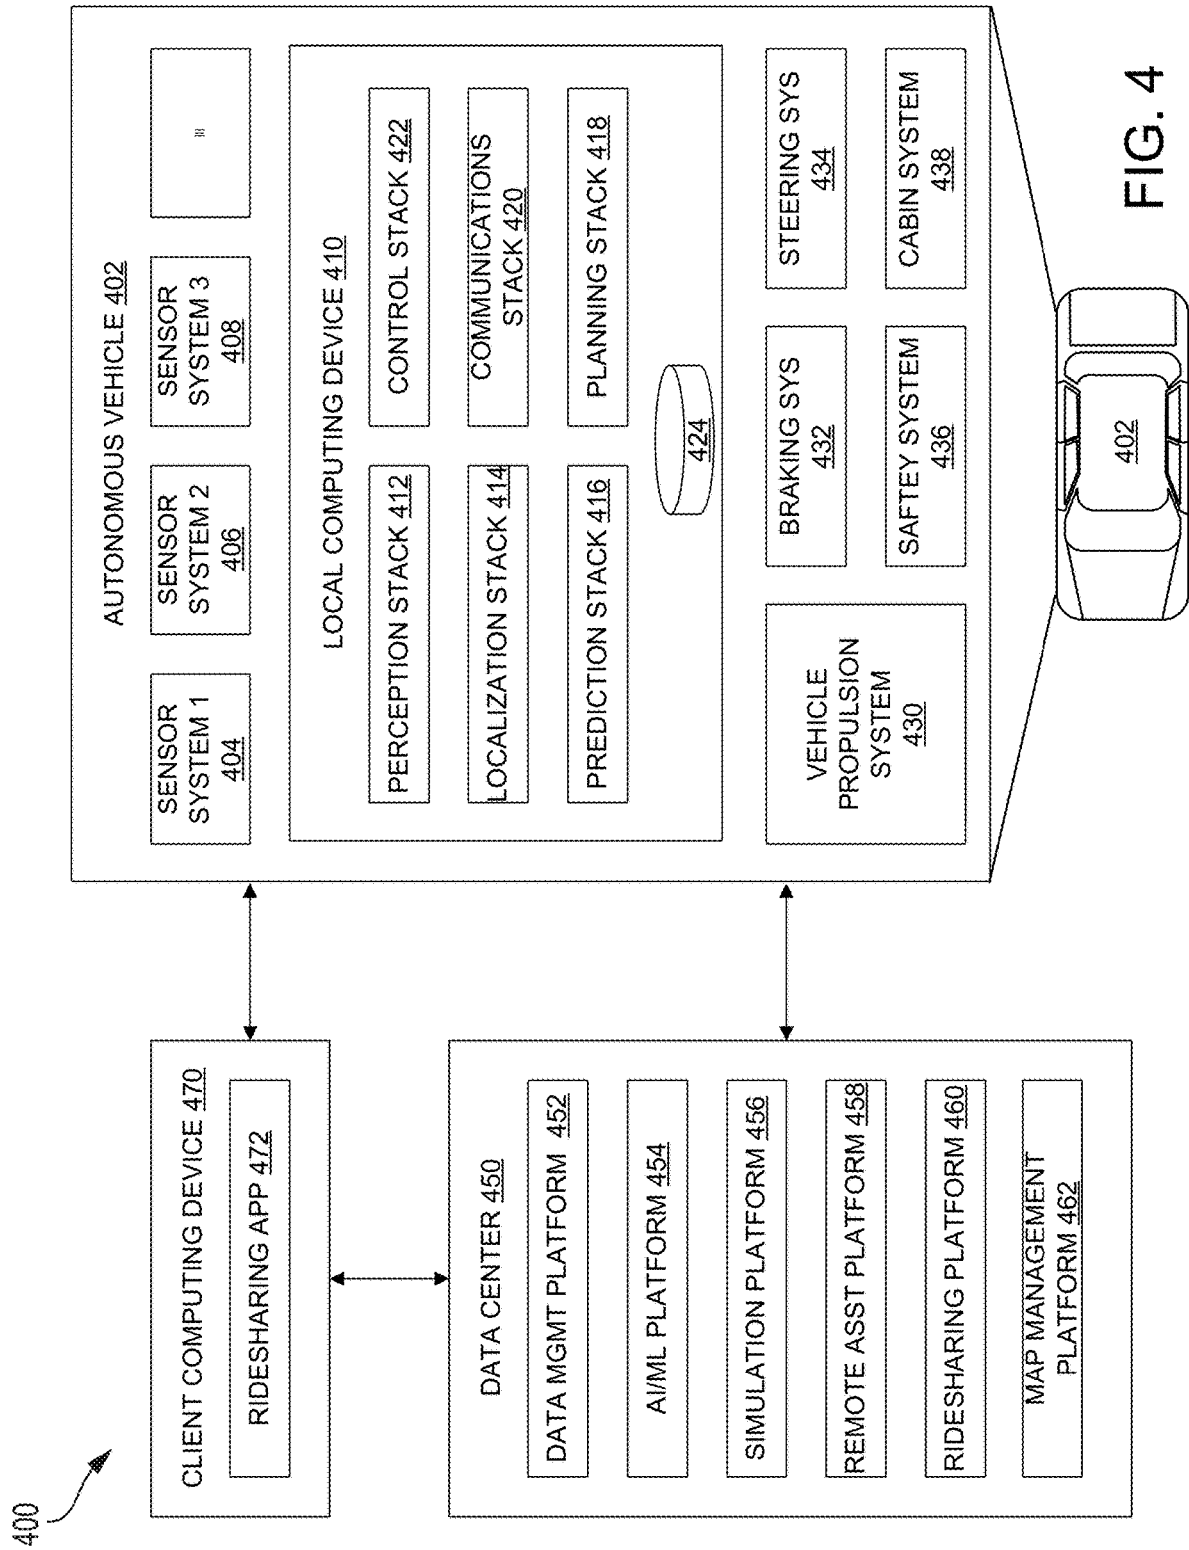 400
CLIENT COMPUTING DEVICE 470
RIDESHARING APP 472
DATA CENTER 450
DATA MGMT PLATFORM 452
AI/ML PLATFORM 454
SIMULATION PLATFORM 456
REMOTE ASST PLATFORM 458
RIDESHARING PLATFORM 460
MAP MANAGEMENT
PLATFORM 462
AUTONOMOUS VEHICLE 402
SENSOR
SYSTEM 1
404
SENSOR
SYSTEM 2
406
SENSOR
SYSTEM 3
408
LOCAL COMPUTING DEVICE 410
PERCEPTION STACK 412
CONTROL STACK 422
LOCALIZATION STACK 414
COMMUNICATIONS
STACK 420
PREDICTION STACK 416
PLANNING STACK 418
424
VEHICLE
PROPULSION
SYSTEM
430
BRAKING SYS
432
STEERING SYS
434
SAFTEY SYSTEM
436
CABIN SYSTEM
438
402
FIG. 4